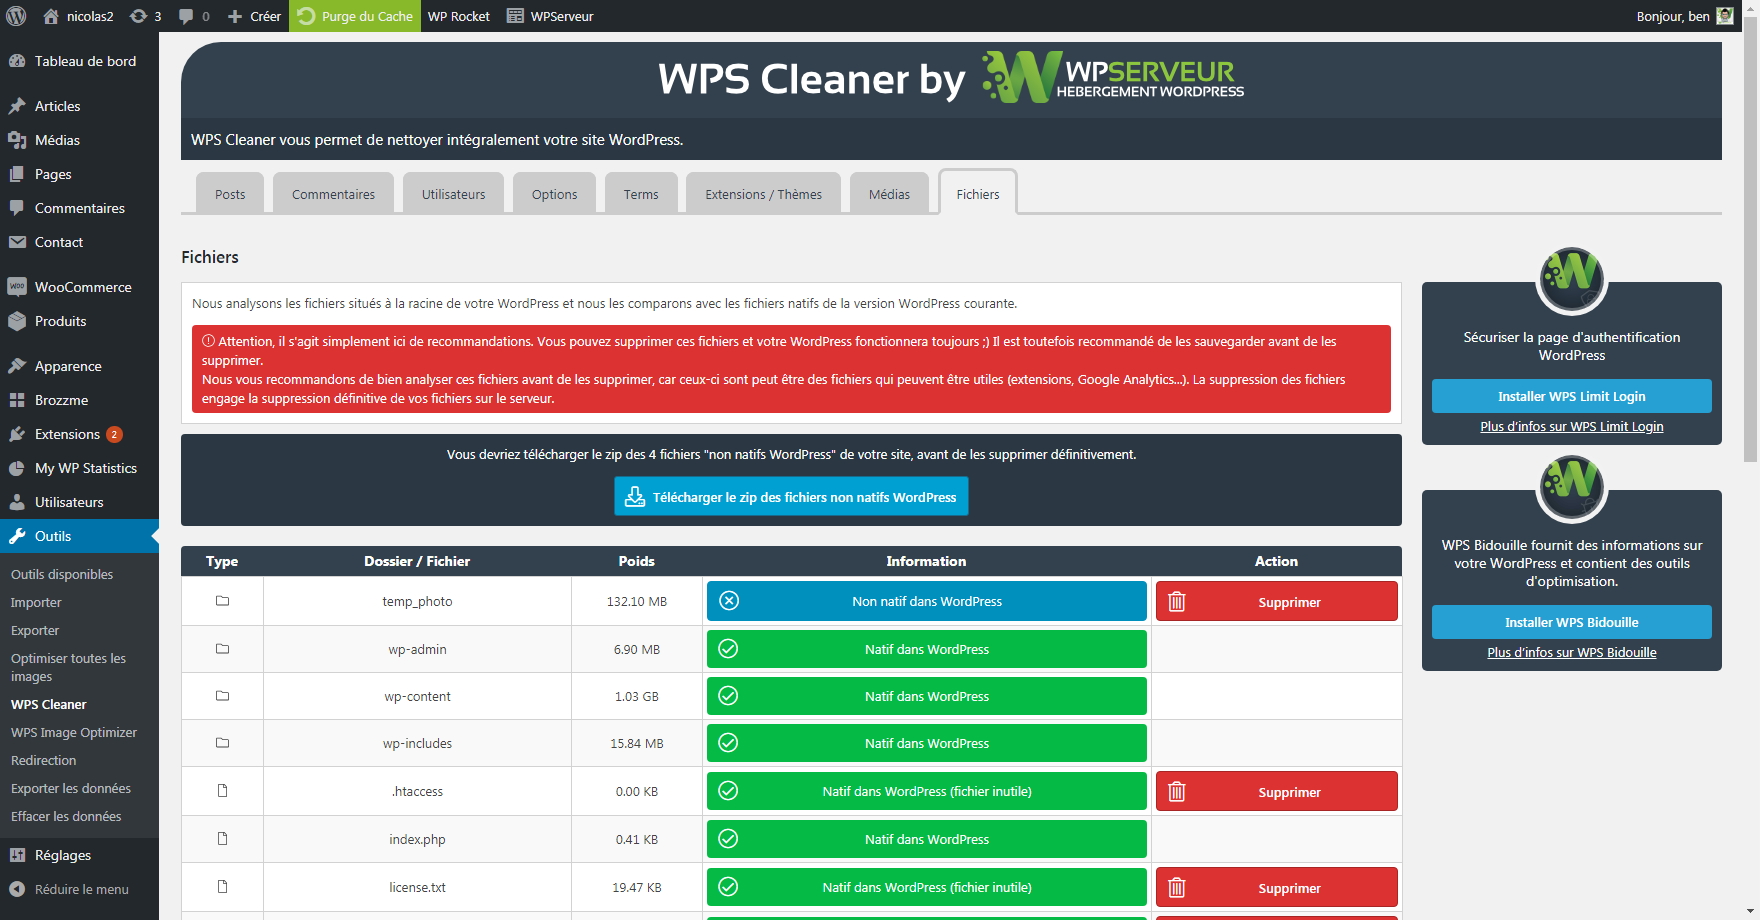 nicolas2
3
0
Créer
Purge du Cache
WP Rocket
WPServeur
Bonjour, ben
Tableau de bord
Articles
Médias
Pages
Commentaires
Contact
WooCommerce
Produits
Apparence
Brozzme
Extensions 2
My WP Statistics
Utilisateurs
Outils
Outils disponibles
Importer
Exporter
Optimiser toutes les
images
WPS Cleaner
WPS Image Optimizer
Redirection
Exporter les données
Effacer les données
Réglages
Réduire le menu
WPS Cleaner by WPSERVEUR
HEBERGEMENT WORDPRESS
WPS Cleaner vous permet de nettoyer intégralement votre site WordPress.
Posts
Commentaires
Utilisateurs
Options
Terms
Extensions / Thèmes
Médias
Fichiers
Fichiers
Nous analysons les fichiers situés à la racine de votre WordPress et nous les comparons avec les fichiers natifs de la version WordPress courante.
Attention, il s'agit simplement ici de recommandations. Vous pouvez supprimer ces fichiers et votre WordPress fonctionnera toujours ;) Il est toutefois recommandé de les sauvegarder avant de les
supprimer.
Nous vous recommandons de bien analyser ces fichiers avant de les supprimer, car ceux-ci sont peut être des fichiers qui peuvent être utiles (extensions, Google Analytics...). La suppression des fichiers
engage la suppression définitive de vos fichiers sur le serveur.
Vous devriez télécharger le zip des 4 fichiers "non natifs WordPress" de votre site, avant de les supprimer définitivement.
Télécharger le zip des fichiers non natifs WordPress
Type Dossier / Fichier Poids Information Action
temp_photo 132.10 MB Non natif dans WordPress Supprimer
wp-admin 6.90 MB Natif dans WordPress
wp-content 1.03 GB Natif dans WordPress
wp-includes 15.84 MB Natif dans WordPress
.htaccess 0.00 KB Natif dans WordPress (fichier inutile) Supprimer
index.php 0.41 KB Natif dans WordPress
license.txt 19.47 KB Natif dans WordPress (fichier inutile) Supprimer
Sécuriser la page d'authentification
WordPress
Installer WPS Limit Login
Plus d'infos sur WPS Limit Login
WPS Bidouille fournit des informations sur
votre WordPress et contient des outils
d'optimisation.
Installer WPS Bidouille
Plus d'infos sur WPS Bidouille